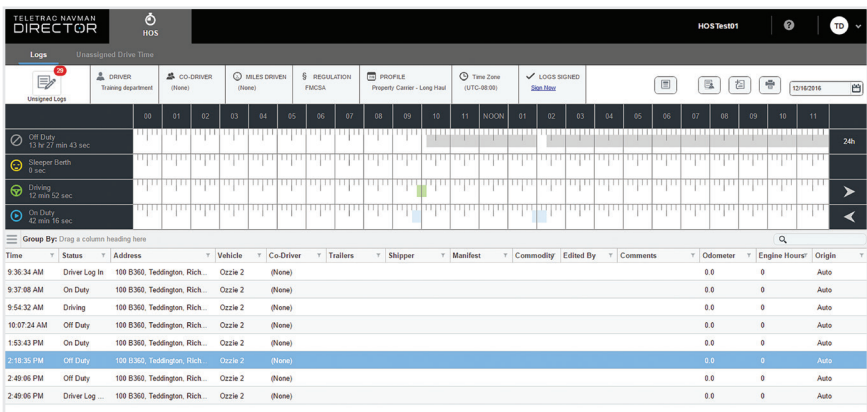 TELETRAC NAVMAN
DIRECTOR
HOS
HOSTest01
?
TD
Logs
Unassigned Drive Time
29
Unsigned Logs
DRIVER
Training department
CO-DRIVER
(None)
MILES DRIVEN
(None)
§ REGULATION
FMCSA
PROFILE
Property Carrier - Long Haul
Time Zone
(UTC-08:00)
LOGS SIGNED
Sign Now
12/16/2016
00 01 02 03 04 05 06 07 08 09 10 11 NOON 01 02 03 04 05 06 07 08 09 10 11
Off Duty
13 hr 27 min 43 sec
24h
Sleeper Berth
0 sec
Driving
12 min 52 sec
On Duty
42 min 16 sec
Group By: Drag a column heading here
Time Status Address Vehicle Co-Driver Trailers Shipper Manifest Commodity Edited By Comments Odometer Engine Hours Origin
9:36:34 AM Driver Log In 100 B360, Teddington, Rich... Ozzie 2 (None) 0.0 0 Auto
9:37:08 AM On Duty 100 B360, Teddington, Rich... Ozzie 2 (None) 0.0 0 Auto
9:54:32 AM Driving 100 B360, Teddington, Rich... Ozzie 2 (None) 0.0 0 Auto
10:07:24 AM Off Duty 100 B360, Teddington, Rich... Ozzie 2 (None) 0.0 0 Auto
1:53:43 PM On Duty 100 B360, Teddington, Rich... Ozzie 2 (None) 0.0 0 Auto
2:18:35 PM Off Duty 100 B360, Teddington, Rich... Ozzie 2 (None) 0.0 0 Auto
2:49:06 PM Off Duty 100 B360, Teddington, Rich... Ozzie 2 (None) 0.0 0 Auto
2:49:06 PM Driver Log ... 100 B360, Teddington, Rich... Ozzie 2 (None) 0.0 0 Auto